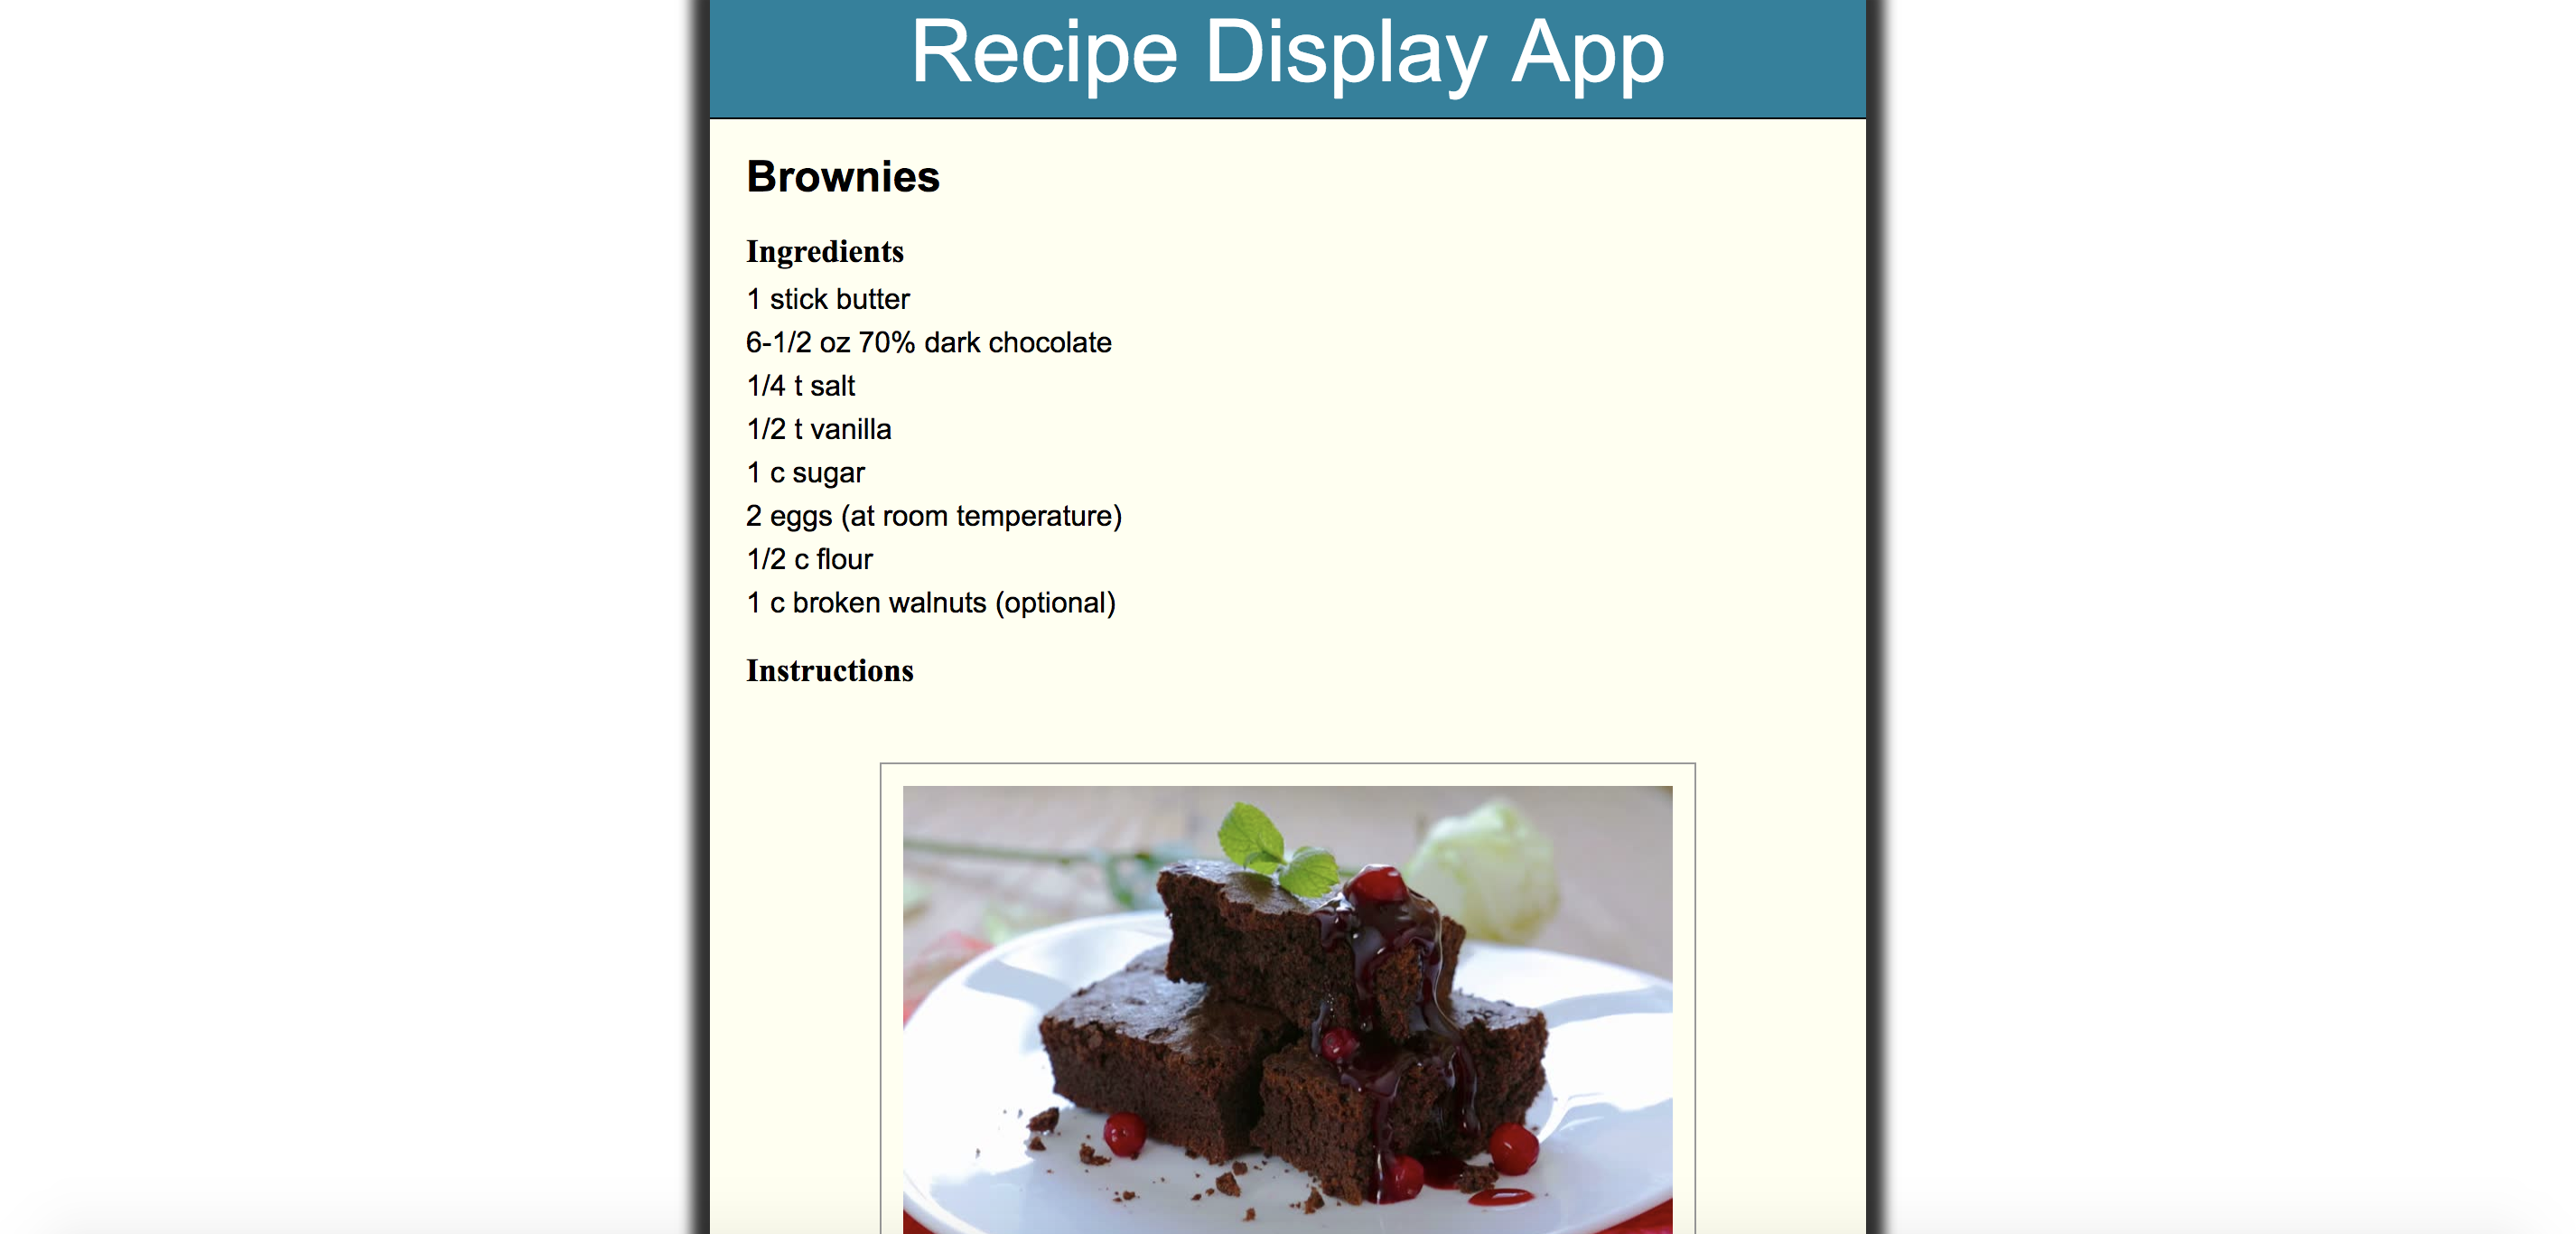 Recipe Display App
Brownies
Ingredients
1 stick butter
6-1/2 oz 70% dark chocolate
1/4 t salt
1/2 t vanilla
1 c sugar
2 eggs (at room temperature)
1/2 c flour
1 c broken walnuts (optional)
Instructions